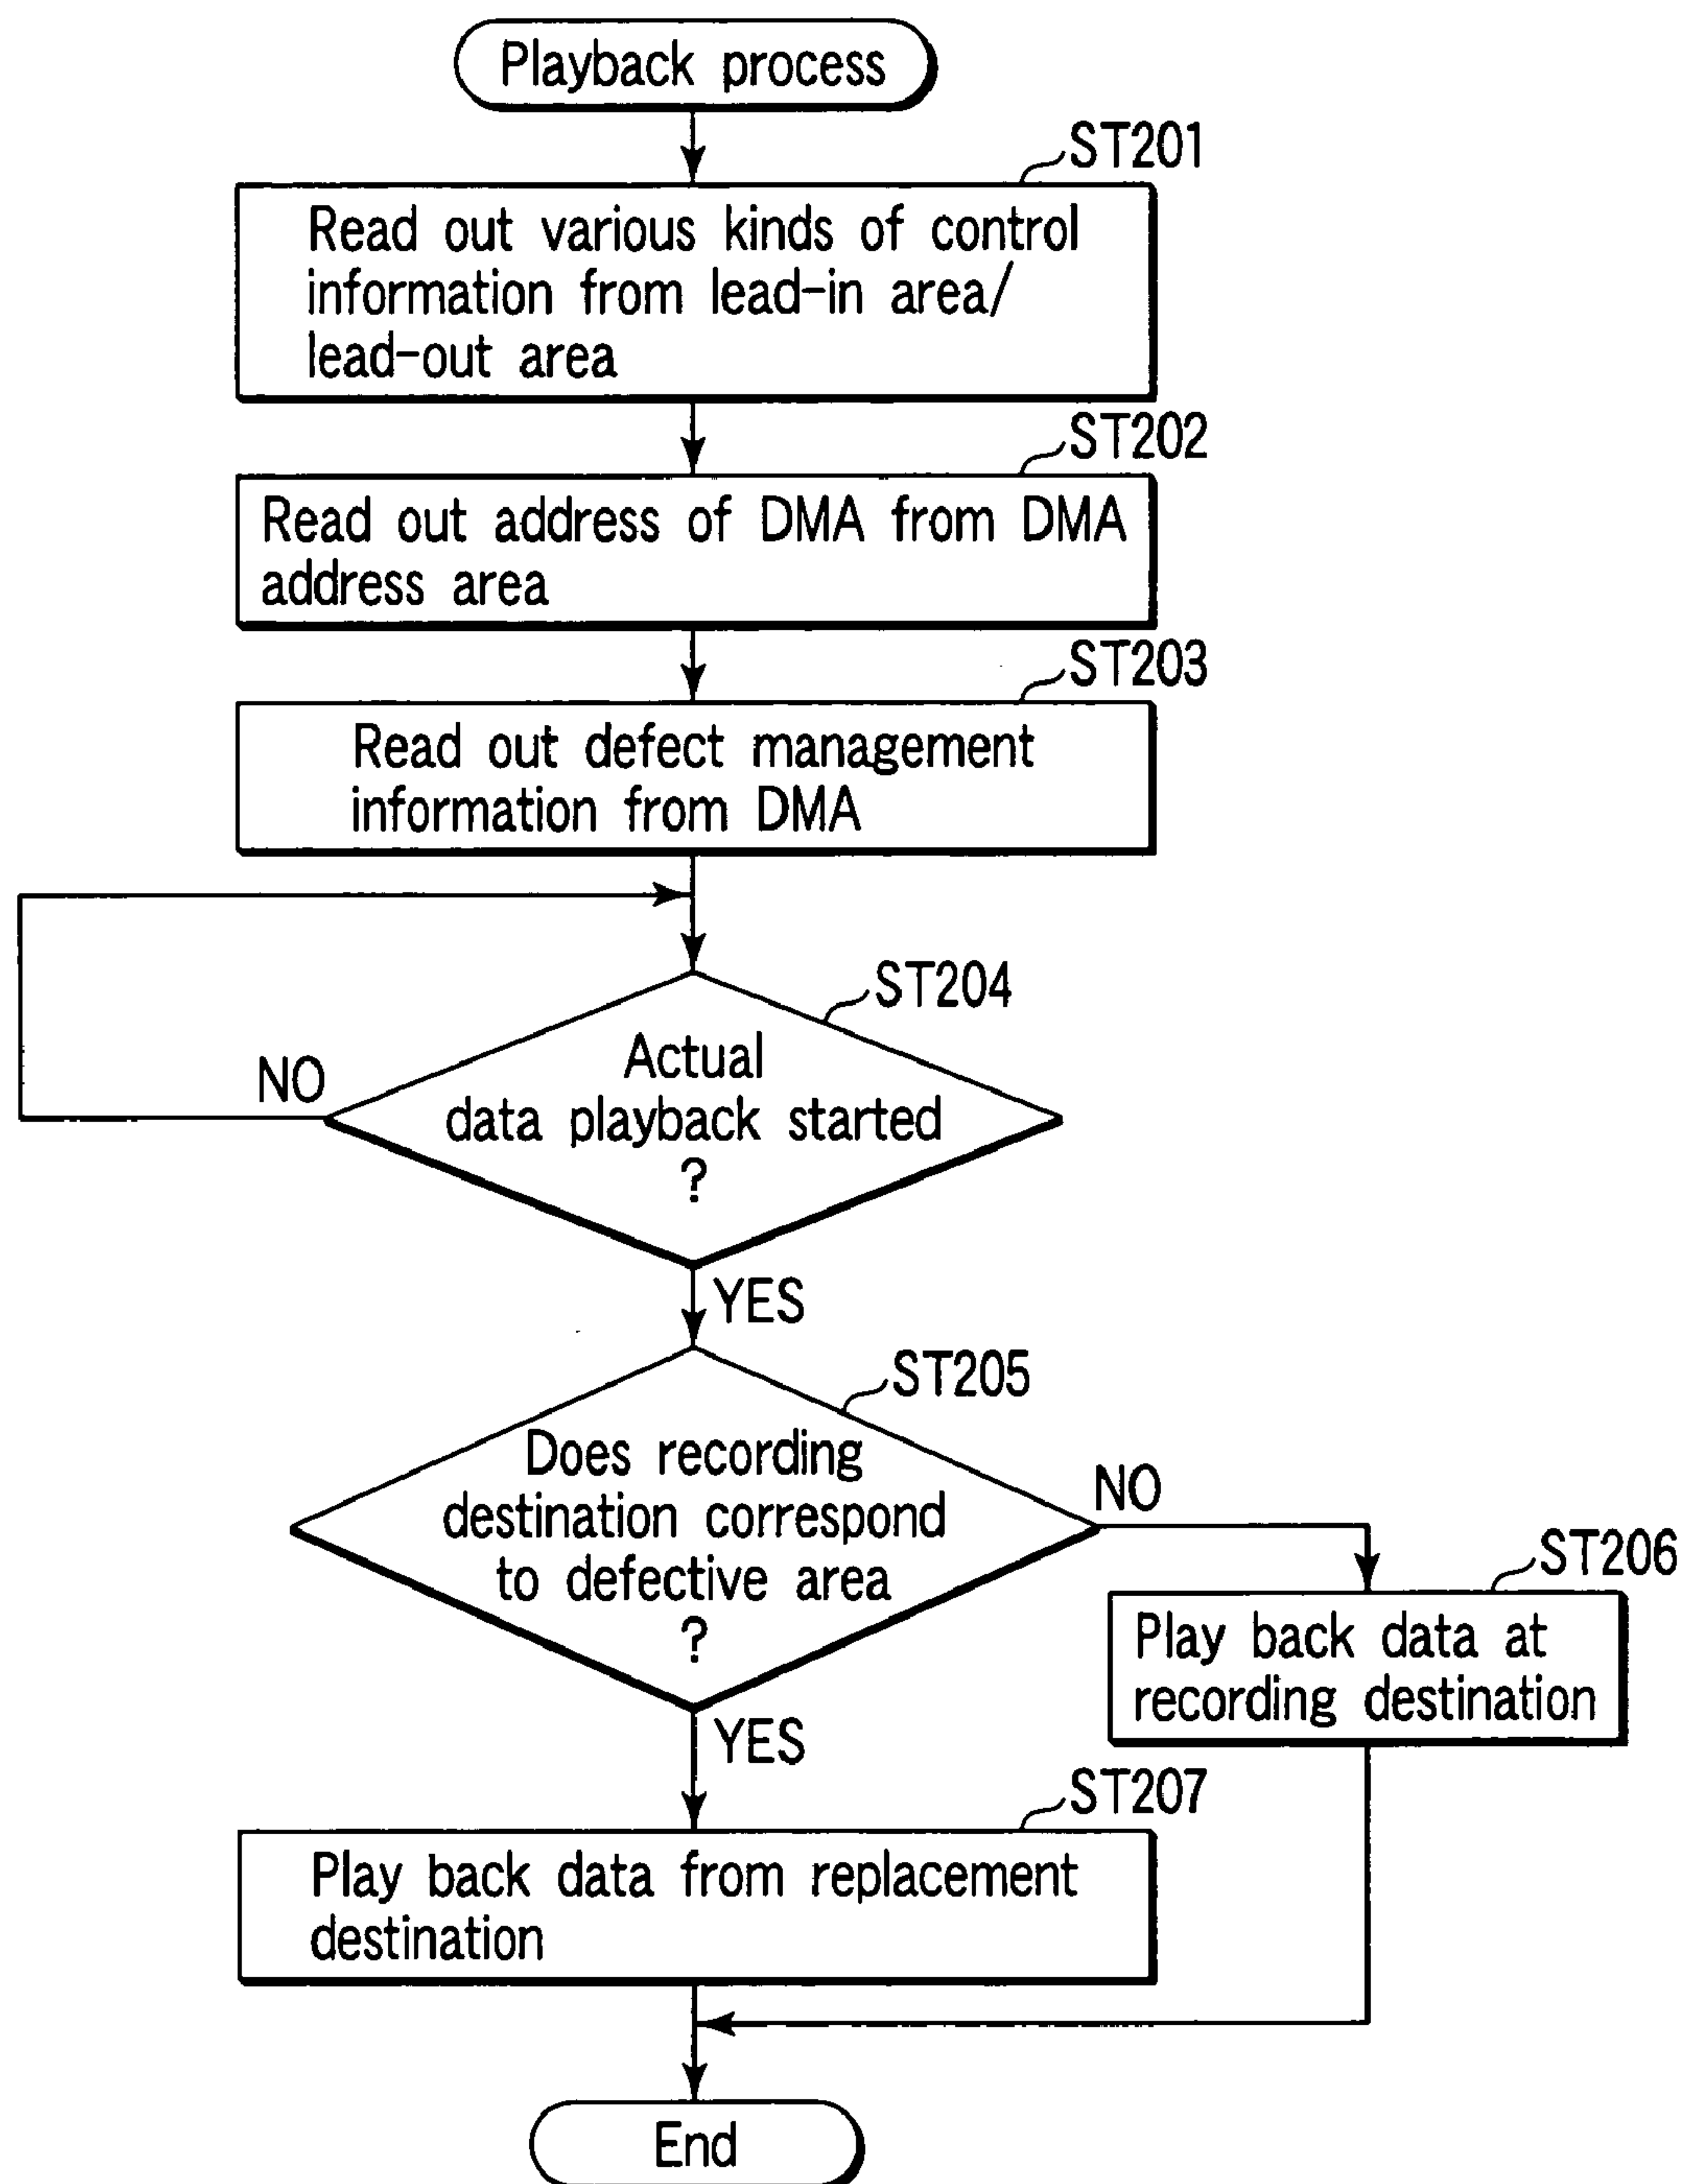 Playback process
ST201
Read out various kinds of control
information from lead-in area/
lead-out area
ST202
Read out address of DMA from DMA
address area
ST203
Read out defect management
information from DMA
ST204
Actual
data playback started
?
NO
YES
ST205
Does recording
destination correspond
to defective area
?
NO
ST206
Play back data at
recording destination
YES
ST207
Play back data from replacement
destination
End